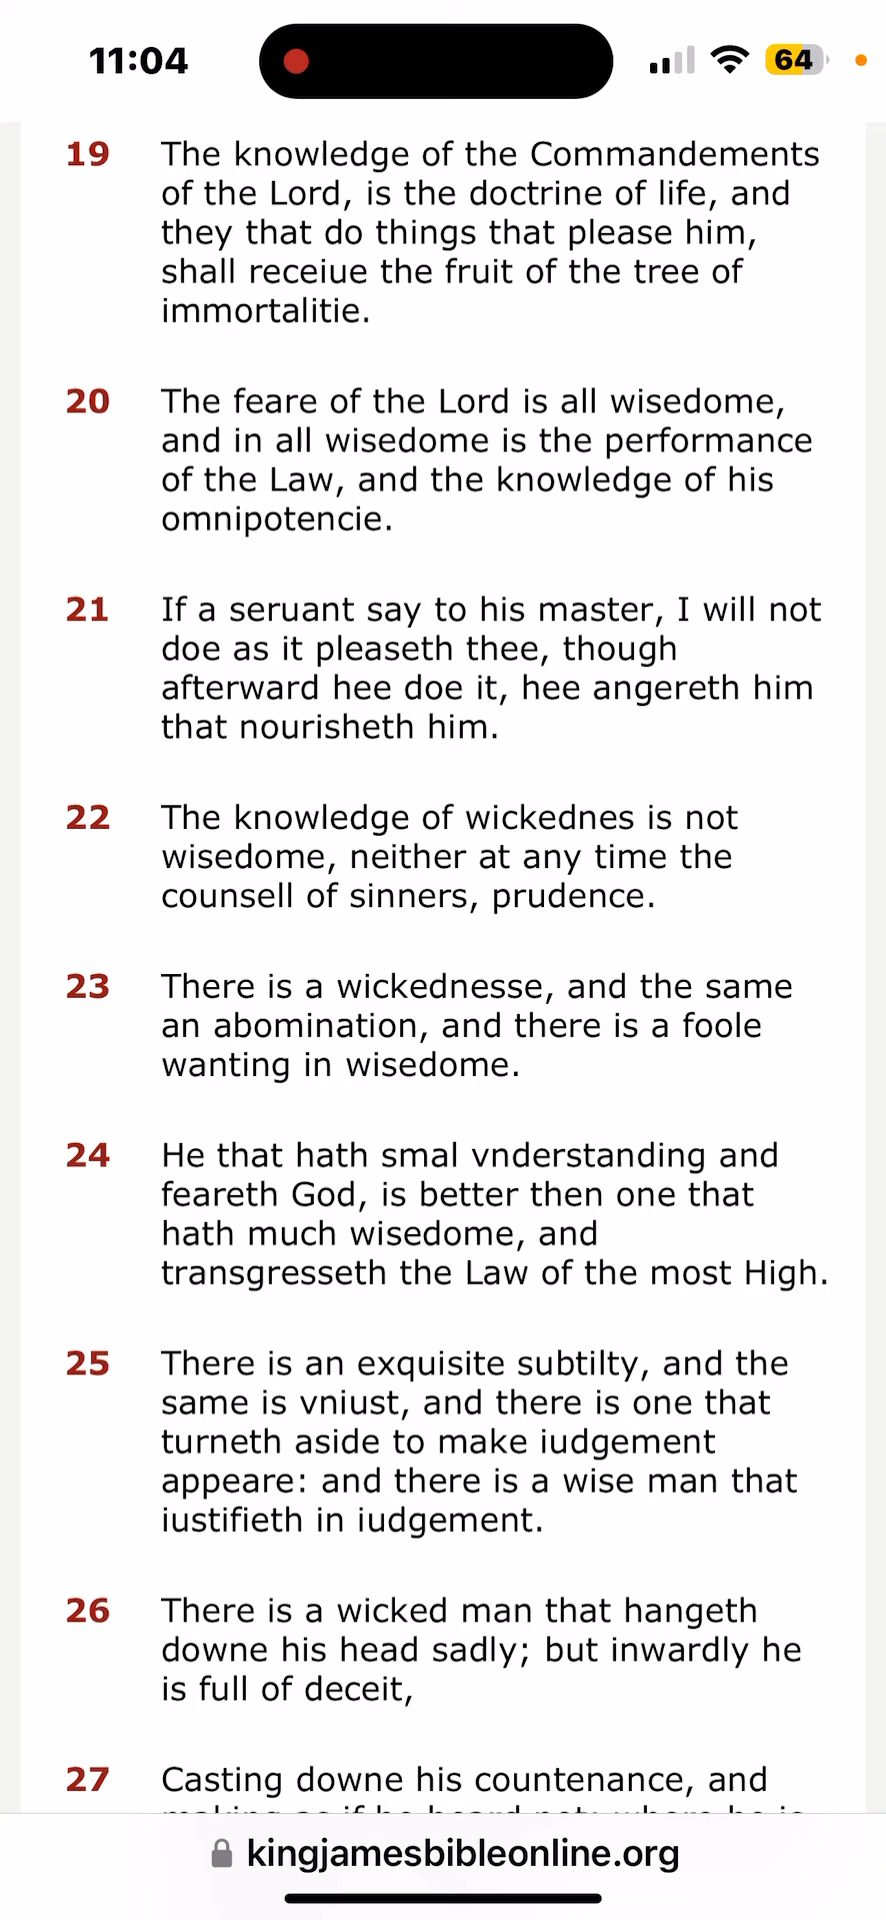 11:04
64
19 The knowledge of the Commandements
of the Lord, is the doctrine of life, and
they that do things that please him,
shall receiue the fruit of the tree of
immortalitie.
20 The feare of the Lord is all wisedome,
and in all wisedome is the performance
of the Law, and the knowledge of his
omnipotencie.
21 If a seruant say to his master, I will not
doe as it pleaseth thee, though
afterward hee doe it, hee angereth him
that nourisheth him.
22 The knowledge of wickednes is not
wisedome, neither at any time the
counsell of sinners, prudence.
23 There is a wickednesse, and the same
an abomination, and there is a foole
wanting in wisedome.
24 He that hath smal vnderstanding and
feareth God, is better then one that
hath much wisedome, and
transgresseth the Law of the most High.
25 There is an exquisite subtilty, and the
same is vniust, and there is one that
turneth aside to make iudgement
appeare: and there is a wise man that
iustifieth in iudgement.
26 There is a wicked man that hangeth
downe his head sadly; but inwardly he
is full of deceit,
27 Casting downe his countenance, and
making as if he heard not: where he is
kingjamesbibleonline.org